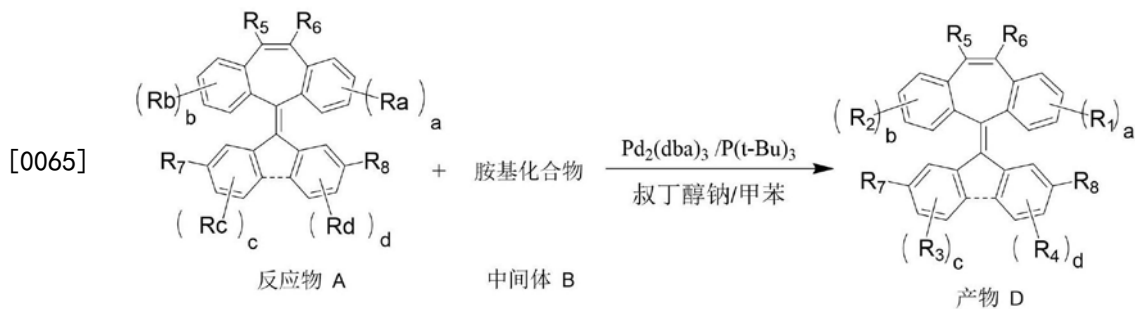 R5 R6
(Rb)b (Ra)a
R7 R8
(Rc)c (Rd)d
反应物 A
[0065]
+
胺基化合物
中间体 B
Pd2(dba)3 /P(t-Bu)3
叔丁醇钠/甲苯
R5 R6
(R2)b (R1)a
R7 R8
(R3)c (R4)d
产物 D